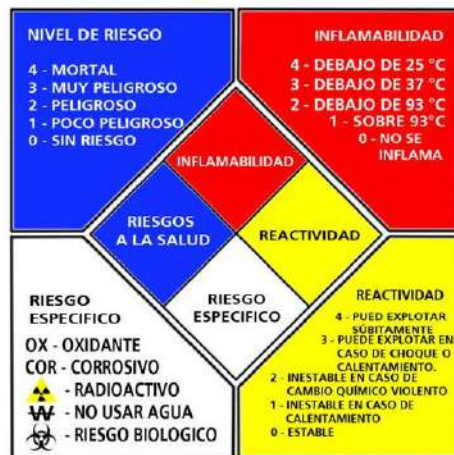 NIVEL DE RIESGO
4 - MORTAL
3 - MUY PELIGROSO
2 - PELIGROSO
1 - POCO PELIGROSO
0 - SIN RIESGO
INFLAMABILIDAD
4 - DEBAJO DE 25 °C
3 - DEBAJO DE 37 °C
2 - DEBAJO DE 93 °C
1 - SOBRE 93°C
0 - NO SE
INFLAMA
INFLAMABILIDAD
RIESGOS
A LA SALUD
REACTIVIDAD
RIESGO
ESPECIFICO
RIESGO
ESPECIFICO
OX - OXIDANTE
COR - CORROSIVO
- RADIOACTIVO
W - NO USAR AGUA
- RIESGO BIOLOGICO
REACTIVIDAD
4 - PUED EXPLOTAR
SÚBITAMENTE
3 - PUEDE EXPLOTAR EN
CASO DE CHOQUE O
CALENTAMIENTO.
2 - INESTABLE EN CASO DE
CAMBIO QUÍMICO VIOLENTO
1 - INESTABLE EN CASO DE
CALENTAMIENTO
0 - ESTABLE